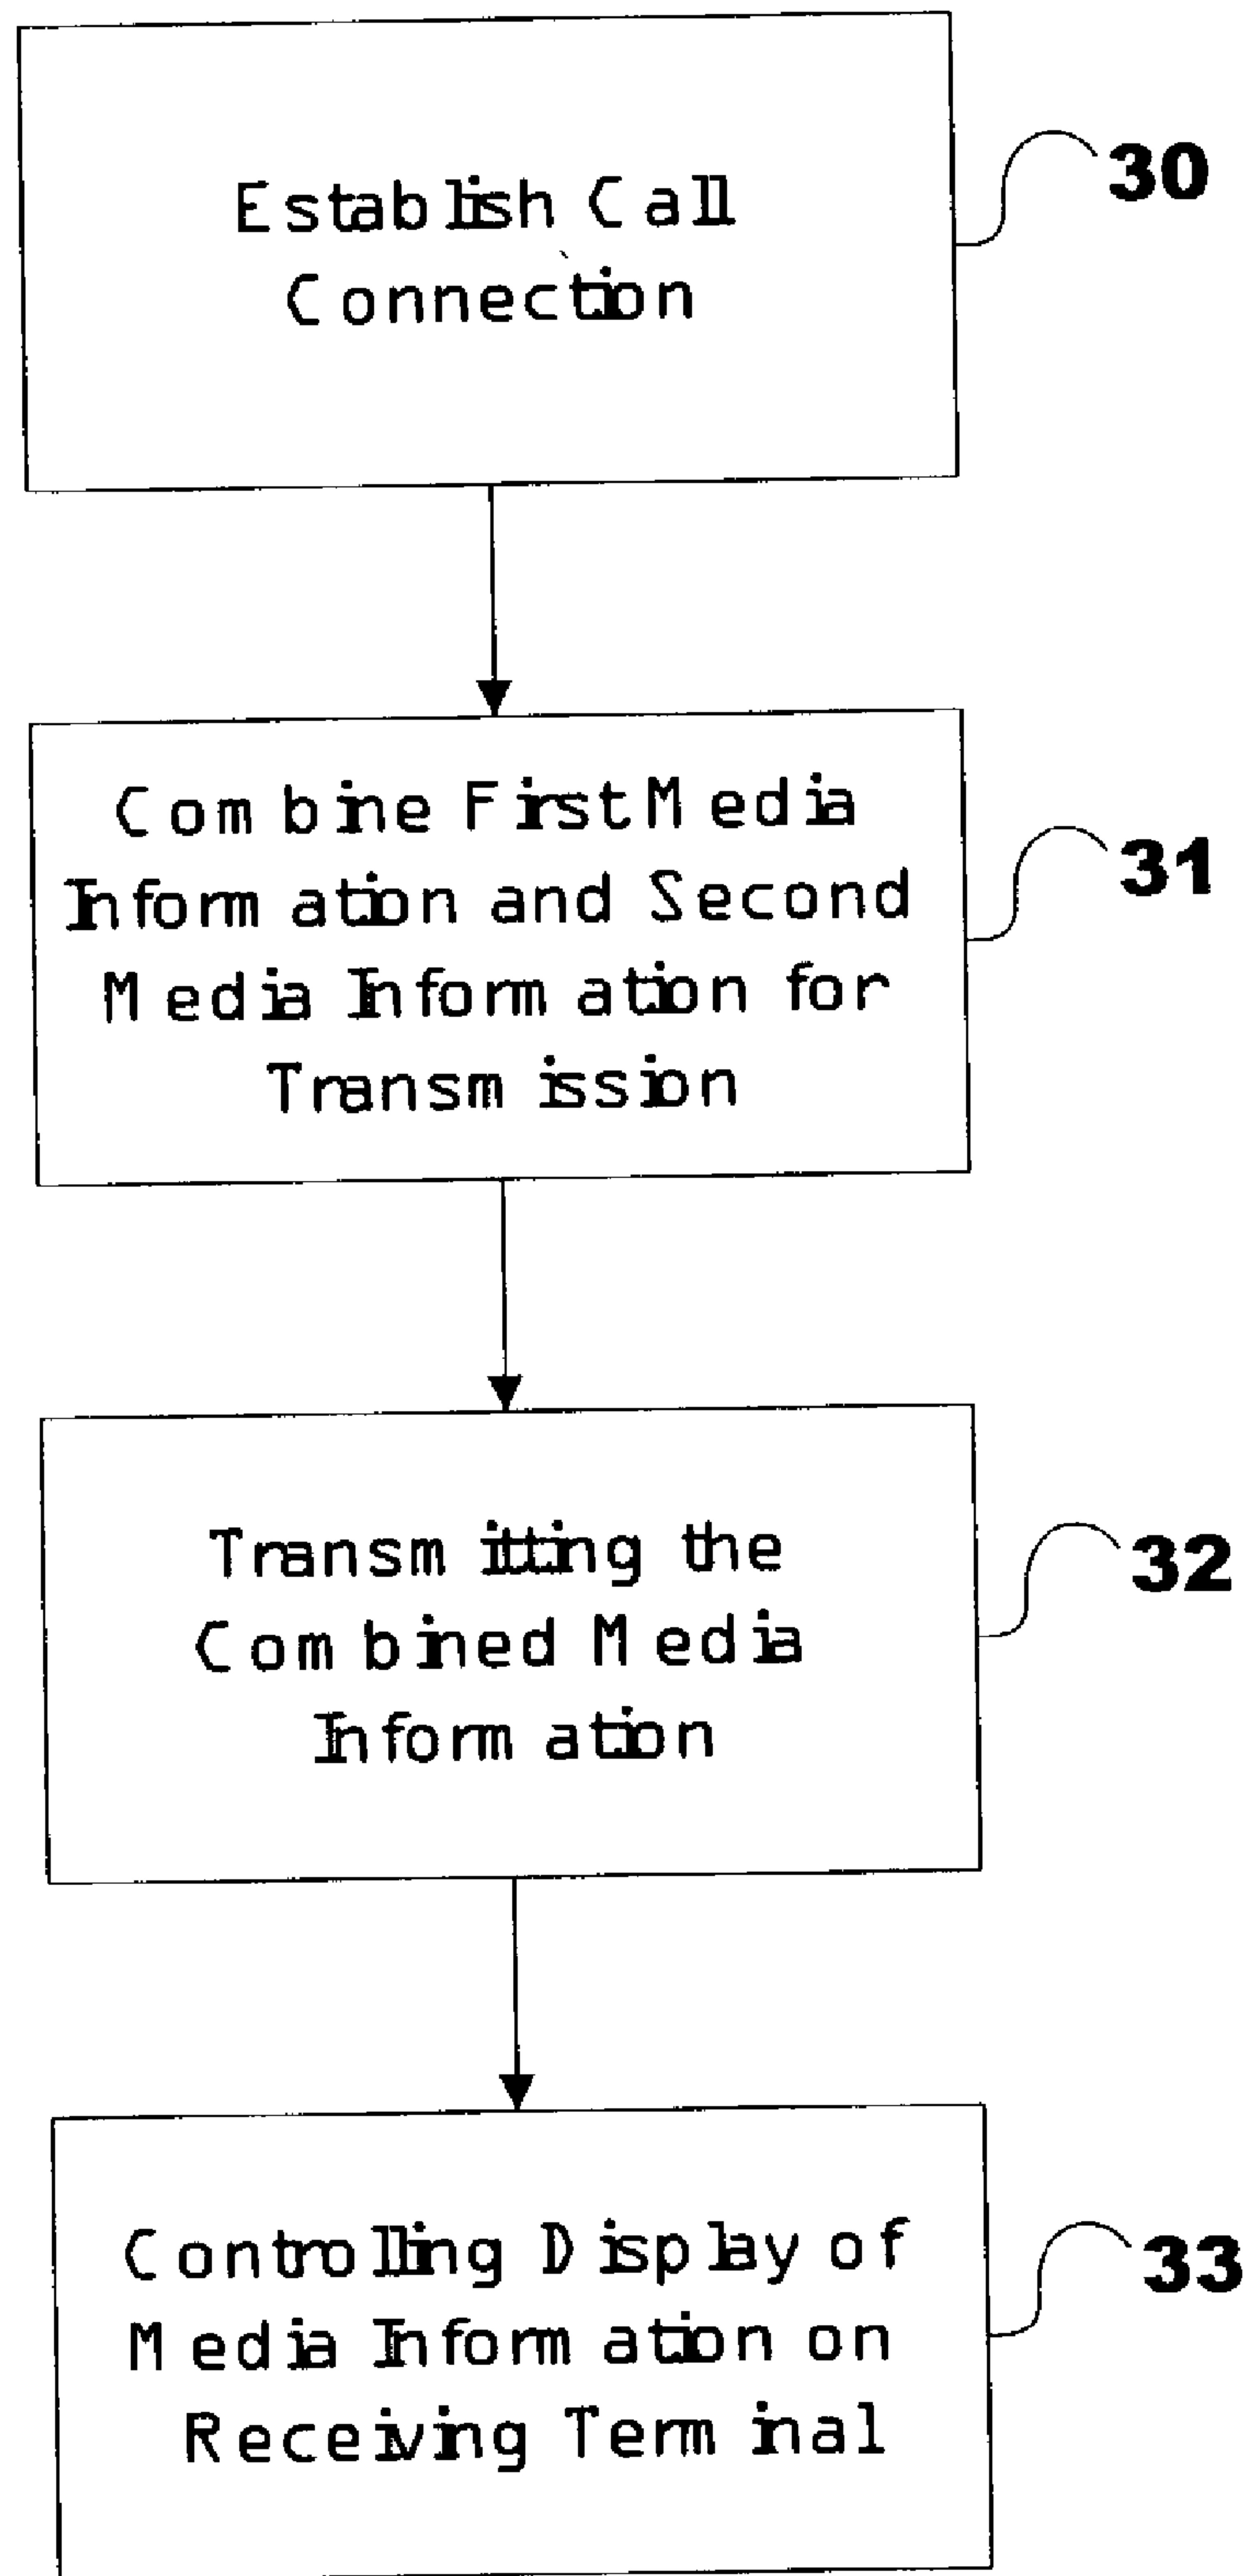 Establish Call
Connection
30
Combine First Media
Information and Second
Media Information for
Transmission
31
Transmitting the
Combined Media
Information
32
Controlling Display of
Media Information on
Receiving Terminal
33